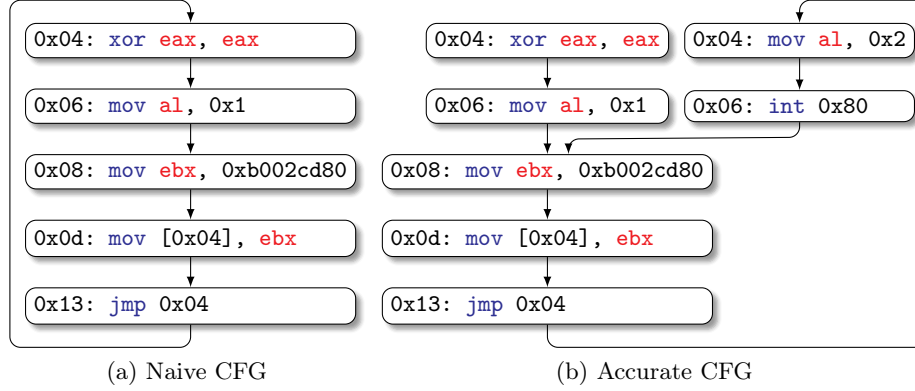 0x04: xor eax, eax
0x06: mov al, 0x1
0x08: mov ebx, 0xb002cd80
0x0d: mov [0x04], ebx
0x13: jmp 0x04
(a) Naive CFG
0x04: xor eax, eax
0x04: mov al, 0x2
0x06: mov al, 0x1
0x06: int 0x80
0x08: mov ebx, 0xb002cd80
0x0d: mov [0x04], ebx
0x13: jmp 0x04
(b) Accurate CFG